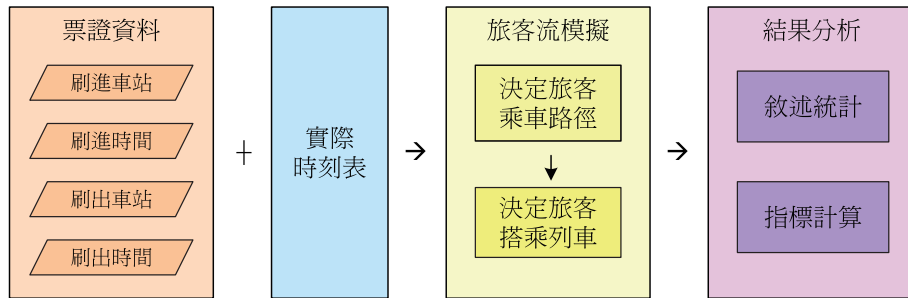 票證資料
刷進車站
刷進時間
刷出車站
刷出時間
+
實際
時刻表
→
旅客流模擬
決定旅客
乘車路徑
決定旅客
搭乘列車
→
結果分析
敘述統計
指標計算